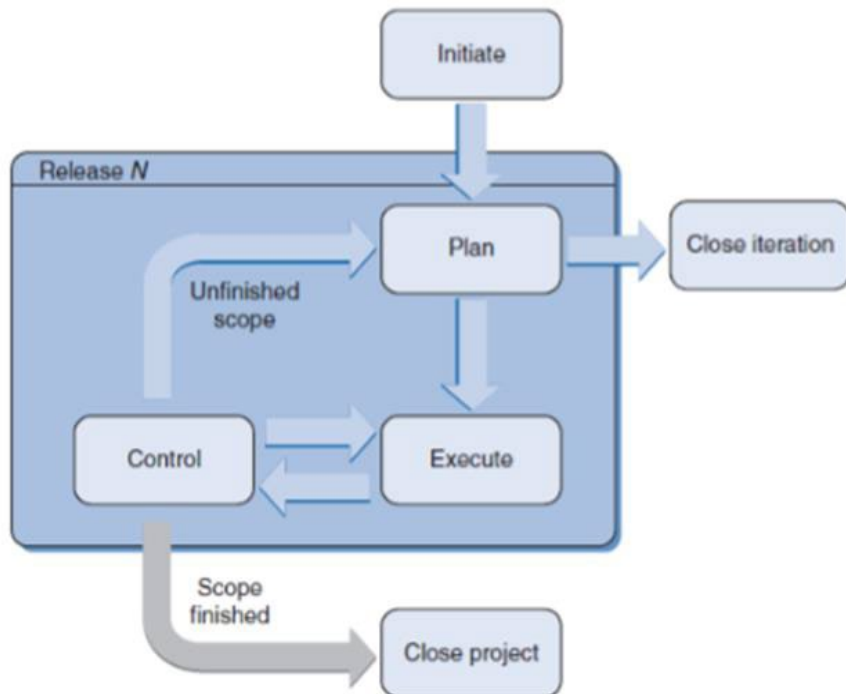 Initiate
Release N
Plan
Close iteration
Unfinished
scope
Control
Execute
Scope
finished
Close project